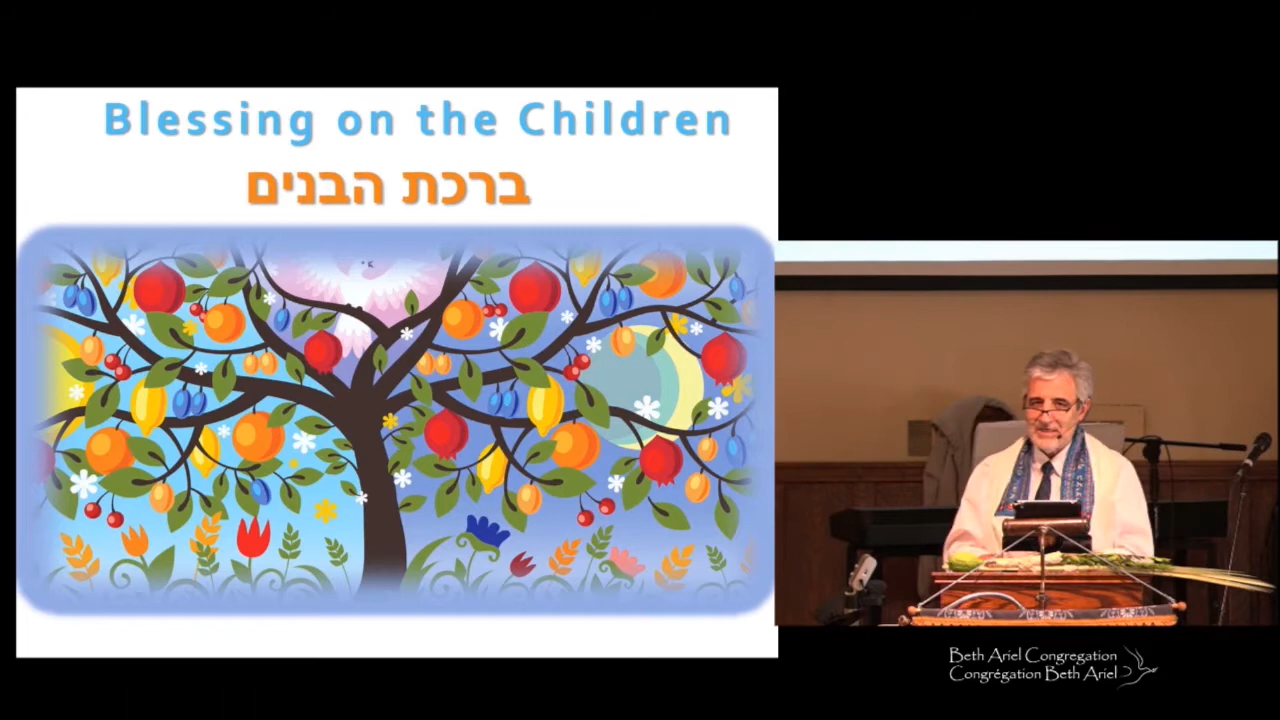 Blessing on the Children
ברכת הבנים
Beth Ariel Congregation
Congrégation Beth Ariel